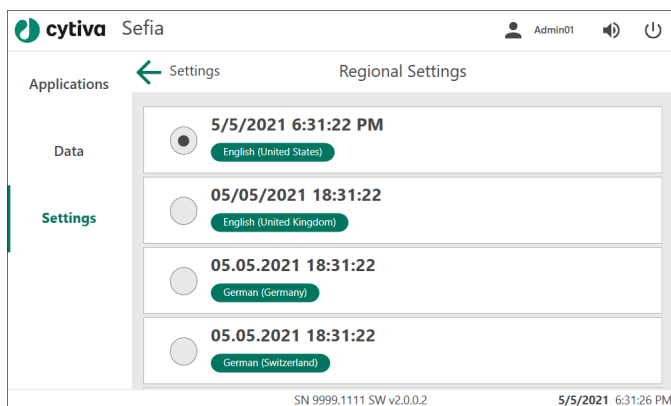 cytiva Sefia Admin01
Applications
Data
Settings
Settings Regional Settings
5/5/2021 6:31:22 PM
English (United States)
05/05/2021 18:31:22
English (United Kingdom)
05.05.2021 18:31:22
German (Germany)
05.05.2021 18:31:22
German (Switzerland)
SN 9999.1111 SW v2.0.0.2 5/5/2021 6:31:26 PM